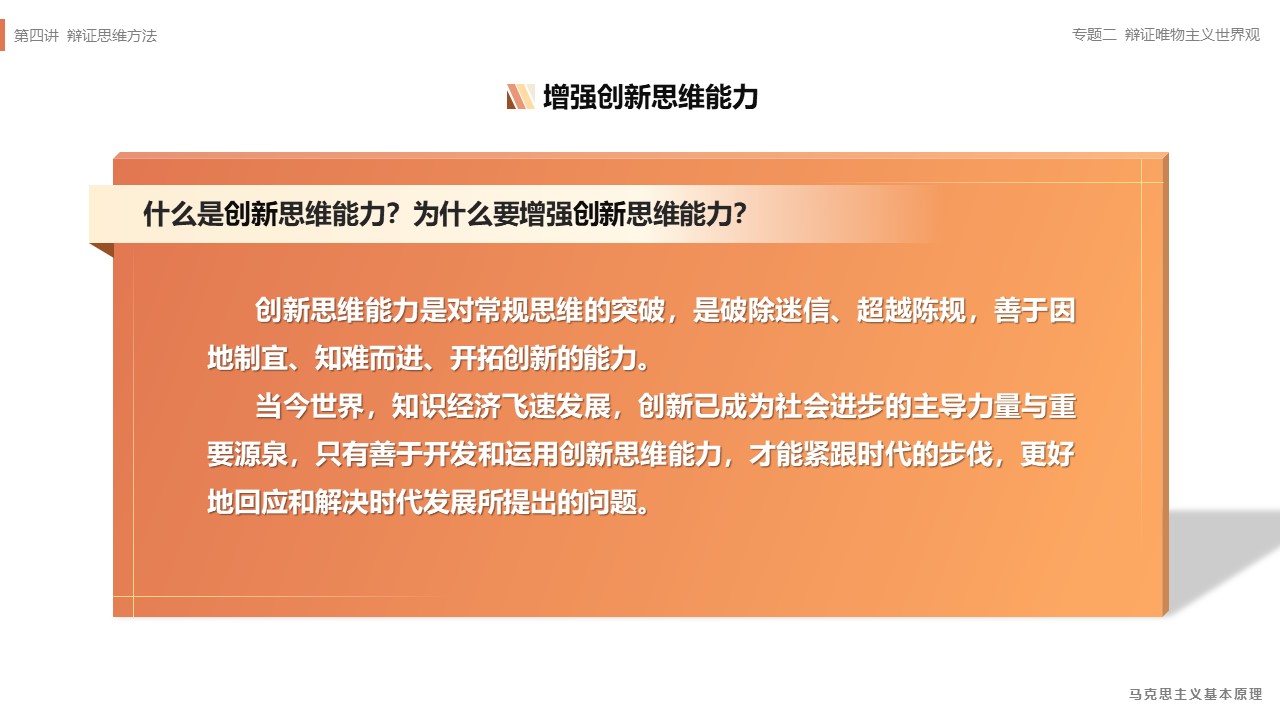 第四讲 辩证思维方法
专题二 辩证唯物主义世界观
增强创新思维能力
什么是创新思维能力？为什么要增强创新思维能力？
创新思维能力是对常规思维的突破，是破除迷信、超越陈规，善于因
地制宜、知难而进、开拓创新的能力。
当今世界，知识经济飞速发展，创新已成为社会进步的主导力量与重
要源泉，只有善于开发和运用创新思维能力，才能紧跟时代的步伐，更好
地回应和解决时代发展所提出的问题。
马克思主义基本原理